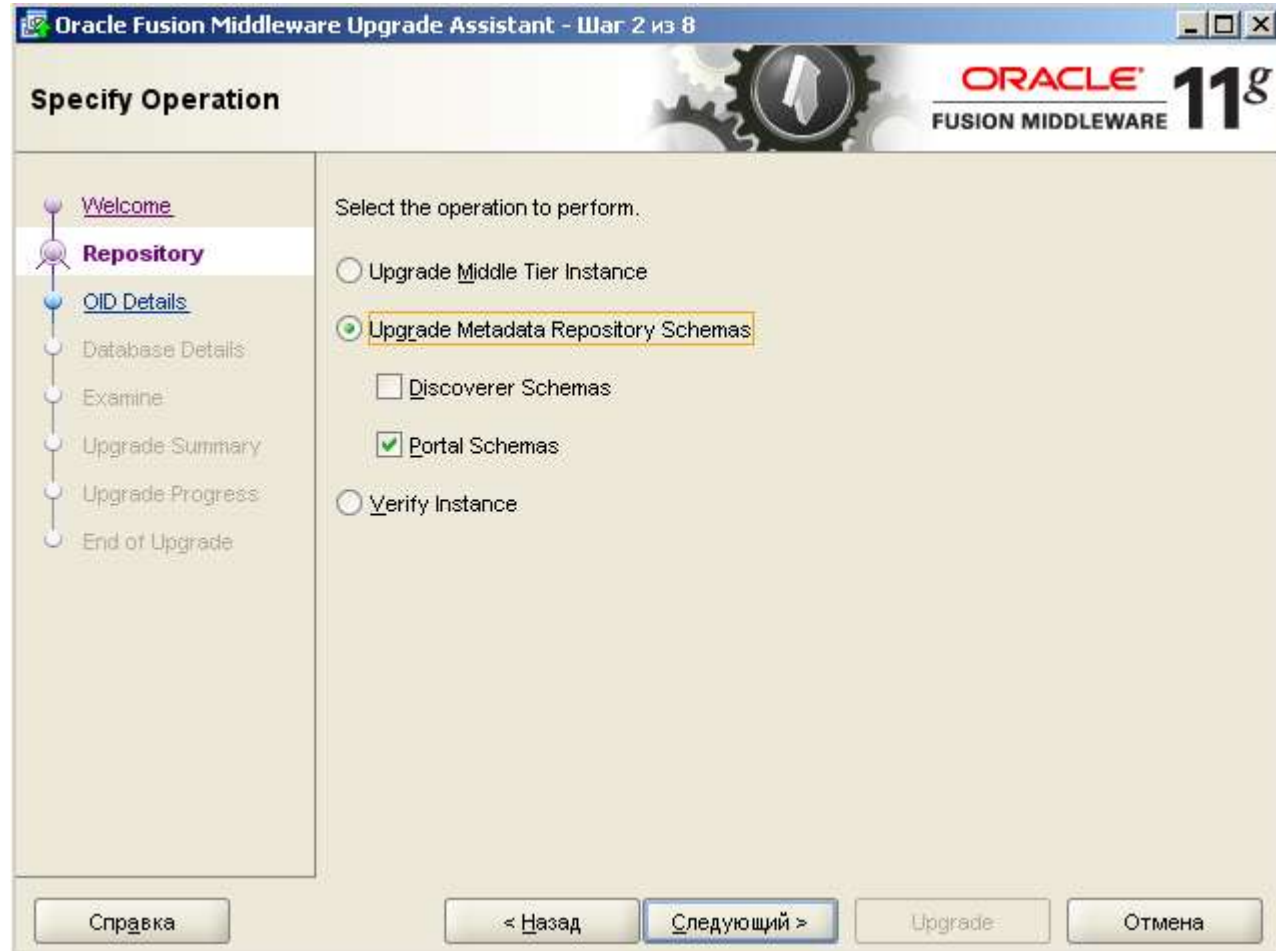 Oracle Fusion Middleware Upgrade Assistant - Шаг 2 из 8
Specify Operation
ORACLE
FUSION MIDDLEWARE
11g
Welcome
Repository
OID Details
Database Details
Examine
Upgrade Summary
Upgrade Progress
End of Upgrade
Select the operation to perform.
Upgrade Middle Tier Instance
Upgrade Metadata Repository Schemas
Discoverer Schemas
Portal Schemas
Verify Instance
Справка
< Назад
Следующий >
Upgrade
Отмена